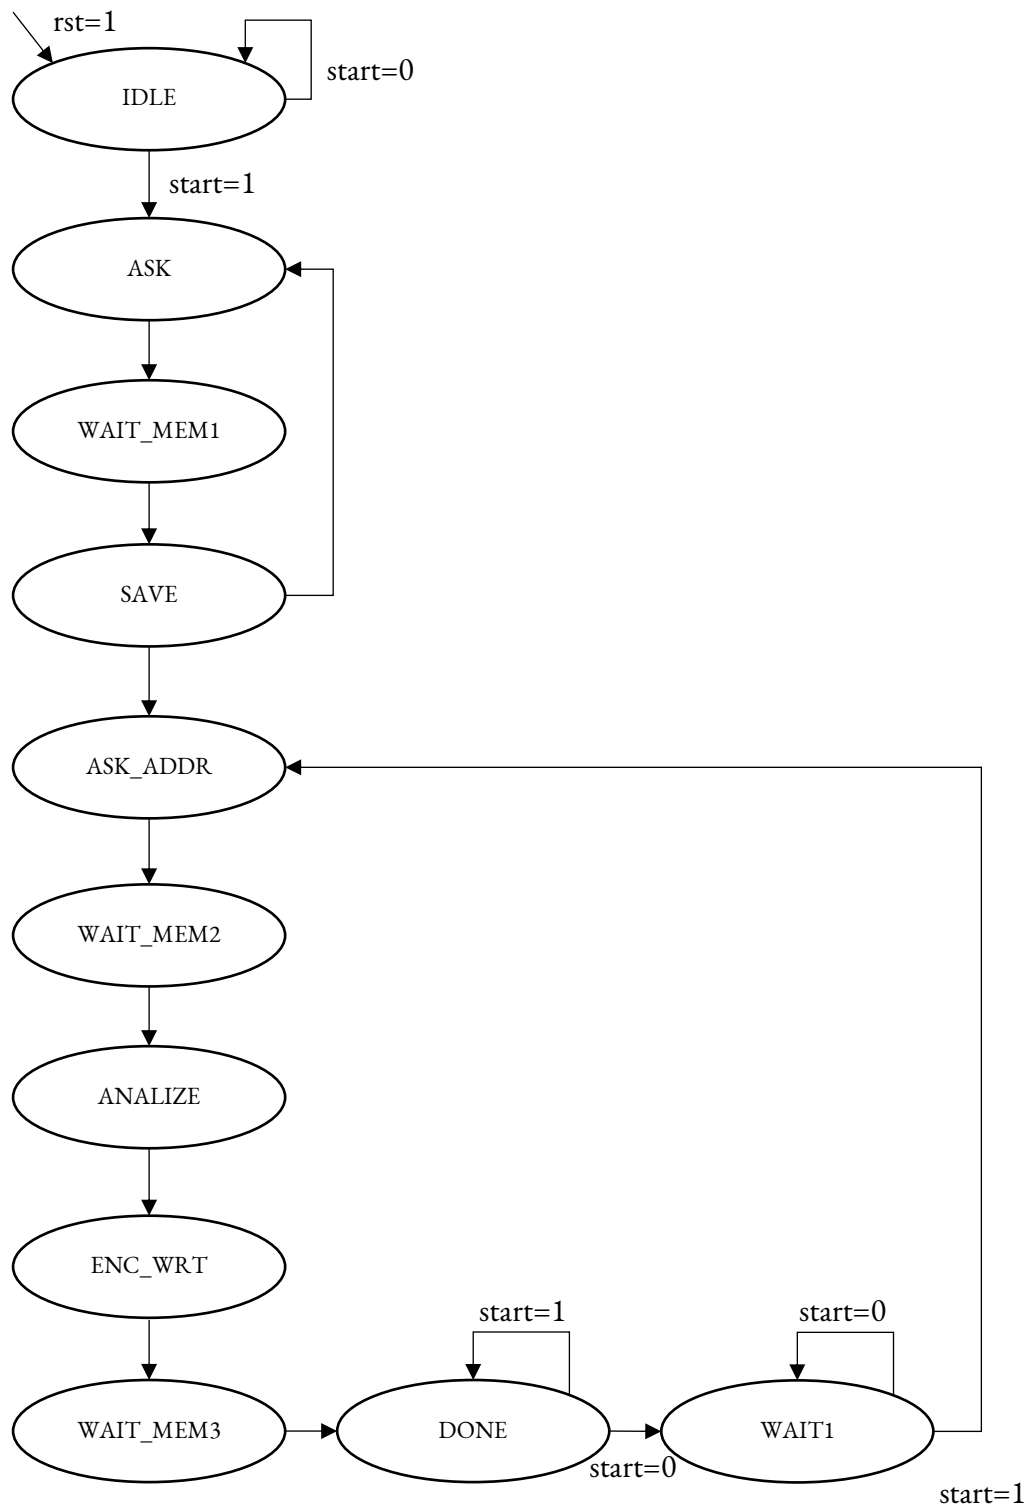 rst=1
start=0
IDLE
start=1
ASK
WAIT_MEM1
SAVE
ASK_ADDR
WAIT_MEM2
ANALIZE
ENC_WRT
start=1
start=0
WAIT_MEM3
DONE
WAIT1
start=0
start=1